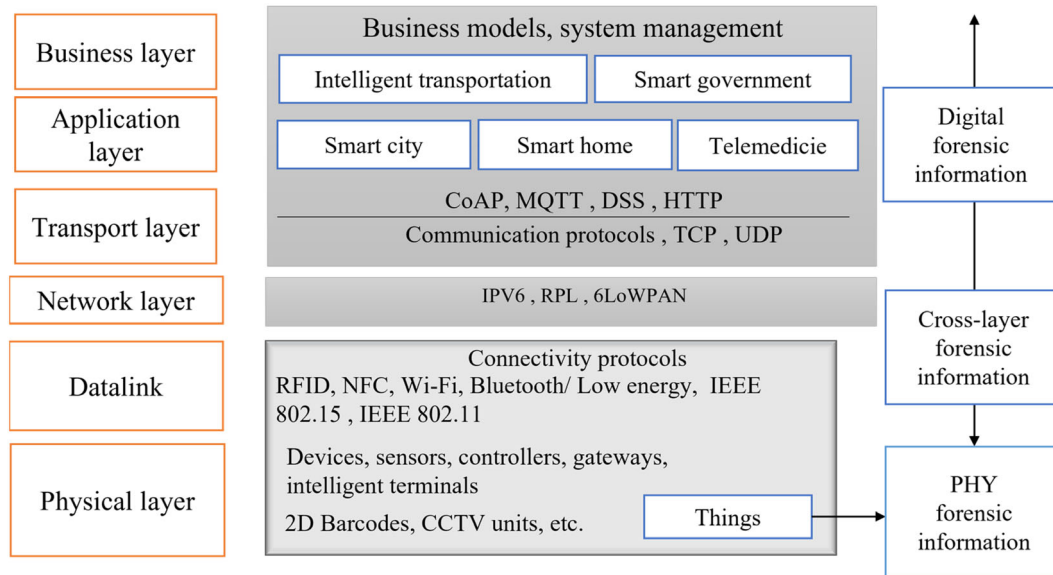 Business layer
Application
layer
Transport layer
Network layer
Datalink
Physical layer
Business models, system management
Intelligent transportation
Smart government
Smart city
Smart home
Telemedicie
CoAP, MQTT , DSS , HTTP
Communication protocols , TCP , UDP
IPV6 , RPL , 6LoWPAN
Connectivity protocols
RFID, NFC, Wi-Fi, Bluetooth/ Low energy, IEEE
802.15 , IEEE 802.11
Devices, sensors, controllers, gateways,
intelligent terminals
2D Barcodes, CCTV units, etc.
Things
Digital
forensic
information
Cross-layer
forensic
information
PHY
forensic
information